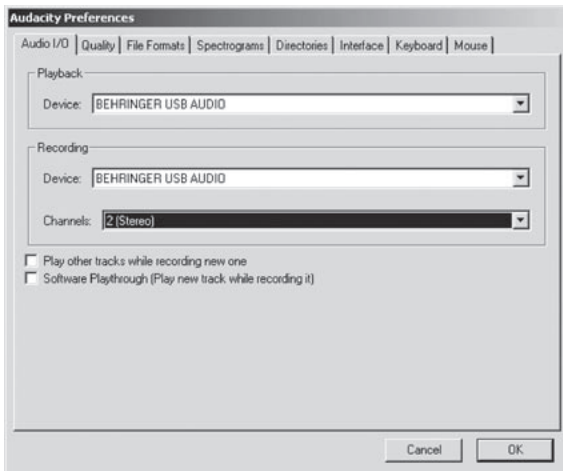 Audacity Preferences
Audio I/O Quality File Formats Spectrograms Directories Interface Keyboard Mouse
Playback
Device: BEHRINGER USB AUDIO
Recording
Device: BEHRINGER USB AUDIO
Channels: 2 (Stereo)
Play other tracks while recording new one
Software Playthrough (Play new track while recording it)
Cancel OK